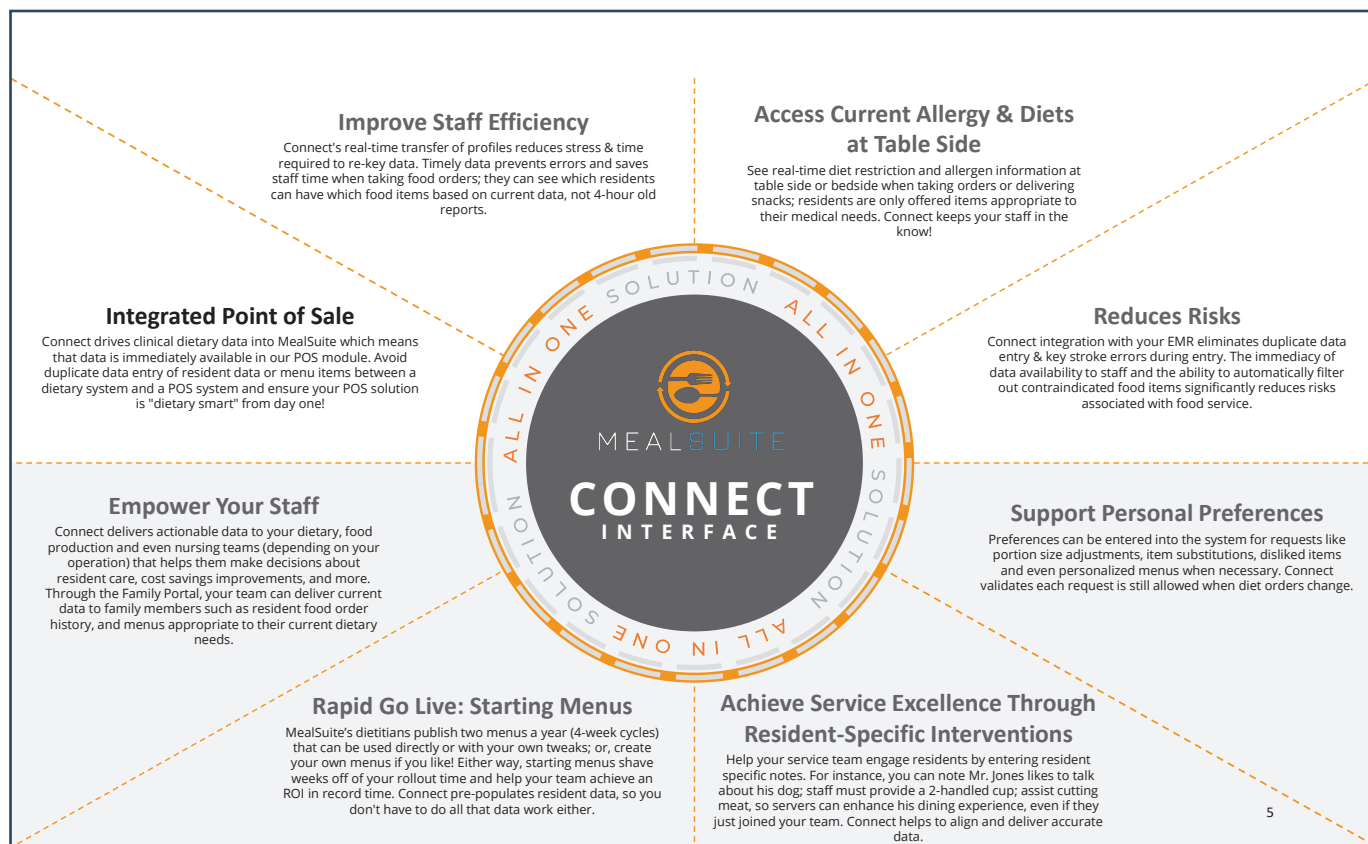 Improve Staff Efficiency
Connect's real-time transfer of profiles reduces stress & time
required to re-key data. Timely data prevents errors and saves
staff time when taking food orders; they can see which residents
can have which food items based on current data, not 4-hour old
reports.
Access Current Allergy & Diets
at Table Side
See real-time diet restriction and allergen information at
table side or bedside when taking orders or delivering
snacks; residents are only offered items appropriate to
their medical needs. Connect keeps your staff in the
know!
Integrated Point of Sale
Connect drives clinical dietary data into MealSuite which means
that data is immediately available in our POS module. Avoid
duplicate data entry of resident data or menu items between a
dietary system and a POS system and ensure your POS solution
is "dietary smart" from day one!
ALL IN ONE SOLUTION
ALL IN ONE SOLUTION
ALL IN ONE SOLUTION
MEALSUITE
CONNECT
INTERFACE
Reduces Risks
Connect integration with your EMR eliminates duplicate data
entry & key stroke errors during entry. The immediacy of
data availability to staff and the ability to automatically filter
out contraindicated food items significantly reduces risks
associated with food service.
Empower Your Staff
Connect delivers actionable data to your dietary, food
production and even nursing teams (depending on your
operation) that helps them make decisions about
resident care, cost savings improvements, and more.
Through the Family Portal, your team can deliver current
data to family members such as resident food order
history, and menus appropriate to their current dietary
needs.
Support Personal Preferences
Preferences can be entered into the system for requests like
portion size adjustments, item substitutions, disliked items
and even personalized menus when necessary. Connect
validates each request is still allowed when diet orders change.
Rapid Go Live: Starting Menus
MealSuite's dietitians publish two menus a year (4-week cycles)
that can be used directly or with your own tweaks; or, create
your own menus if you like! Either way, starting menus shave
weeks off of your rollout time and help your team achieve an
ROI in record time. Connect pre-populates resident data, so you
don't have to do all that data work either.
Achieve Service Excellence Through
Resident-Specific Interventions
Help your service team engage residents by entering resident
specific notes. For instance, you can note Mr. Jones likes to talk
about his dog; staff must provide a 2-handled cup; assist cutting
meat, so servers can enhance his dining experience, even if they
just joined your team. Connect helps to align and deliver accurate
data.
5